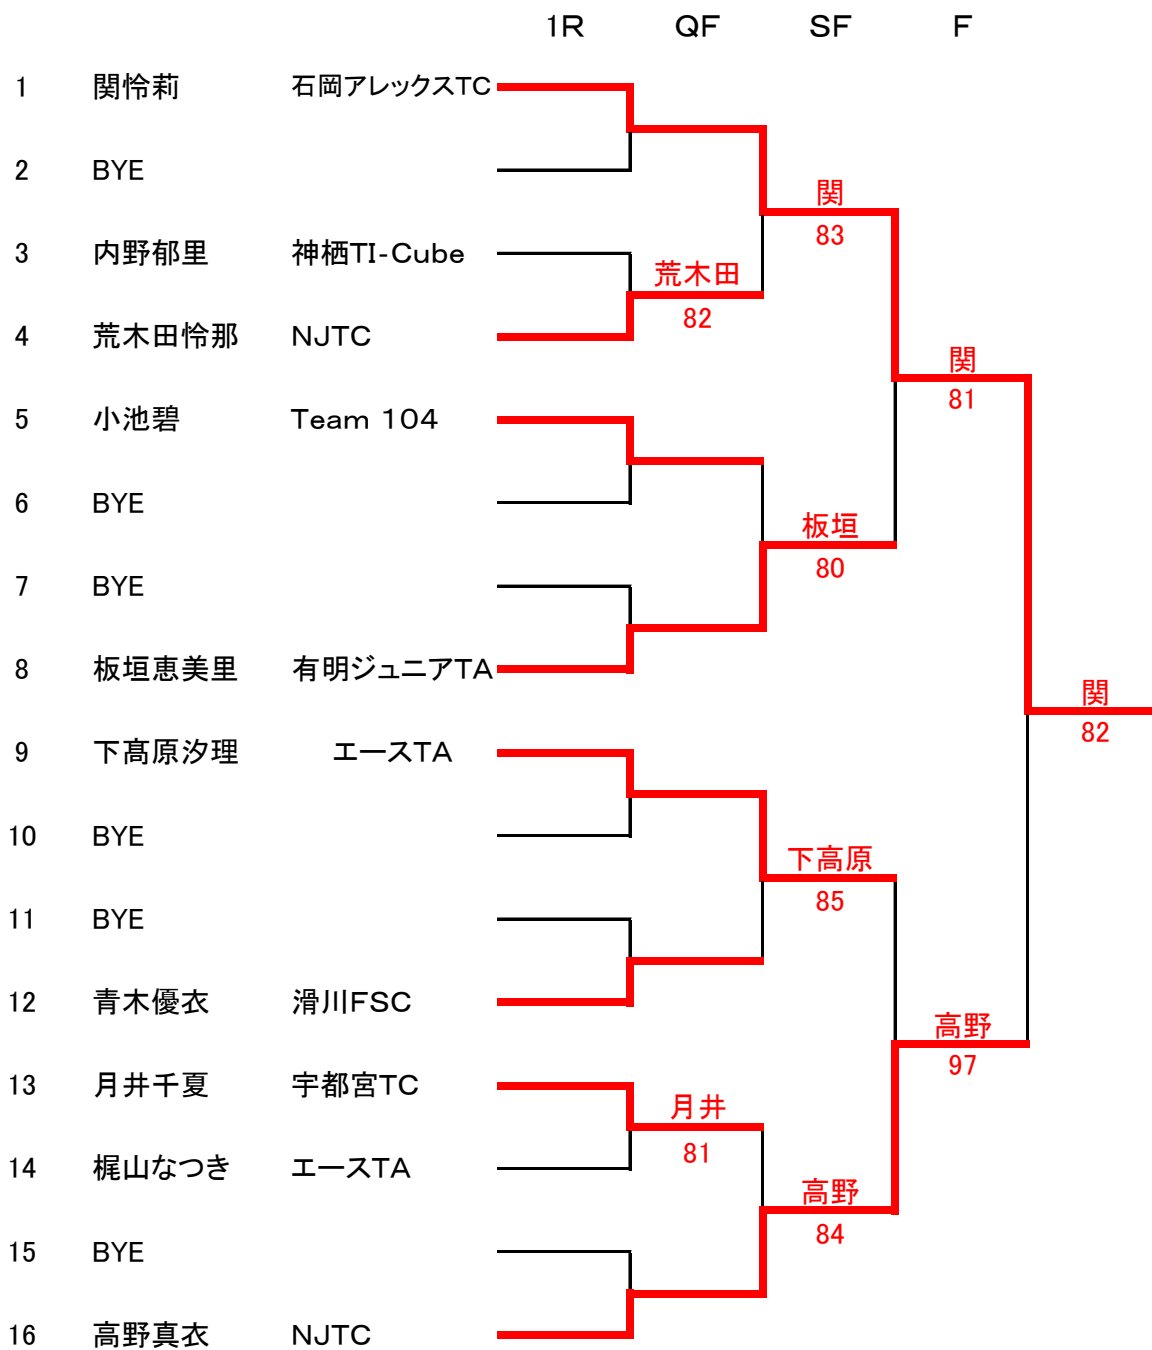 1R QF SF F
1 関怜莉 石岡アレックスTC
2 BYE
関
83
3 内野郁里 神栖TI-Cube
荒木田
82
4 荒木田怜那 NJTC
関
81
5 小池碧 Team 104
6 BYE
板垣
80
7 BYE
8 板垣恵美里 有明ジュニアTA
関
82
9 下髙原汐理 エースTA
10 BYE
下高原
85
11 BYE
12 青木優衣 滑川FSC
高野
97
13 月井千夏 宇都宮TC
月井
81
14 梶山なつき エースTA
高野
84
15 BYE
16 高野真衣 NJTC